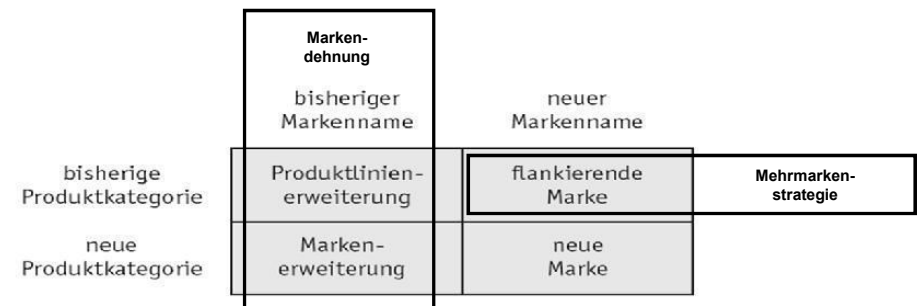 Marken-
dehnung
bisheriger
Markenname
neuer
Markenname
bisherige
Produktkategorie
Produktlinien-
erweiterung
flankierende
Marke
Mehrmarken-
strategie
neue
Produktkategorie
Marken-
erweiterung
neue
Marke